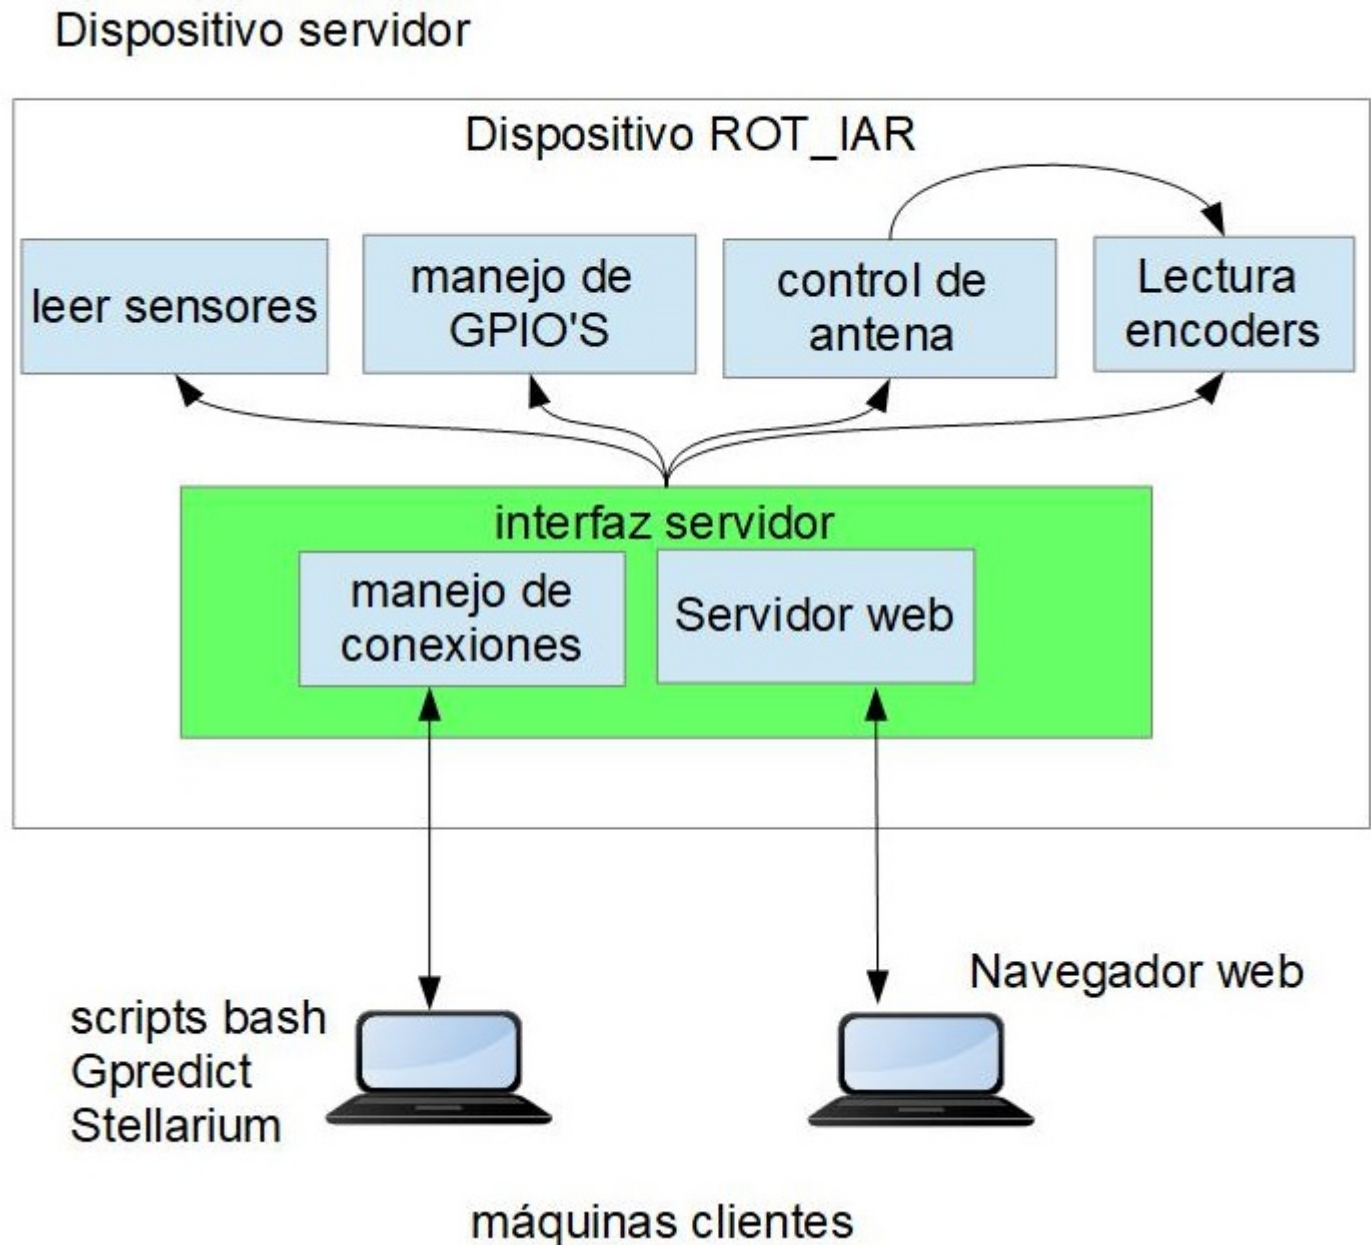 Dispositivo servidor
Dispositivo ROT_IAR
leer sensores
manejo de
GPIO'S
control de
antena
Lectura
encoders
interfaz servidor
manejo de
conexiones
Servidor web
Navegador web
scripts bash
Gpredict
Stellarium
máquinas clientes